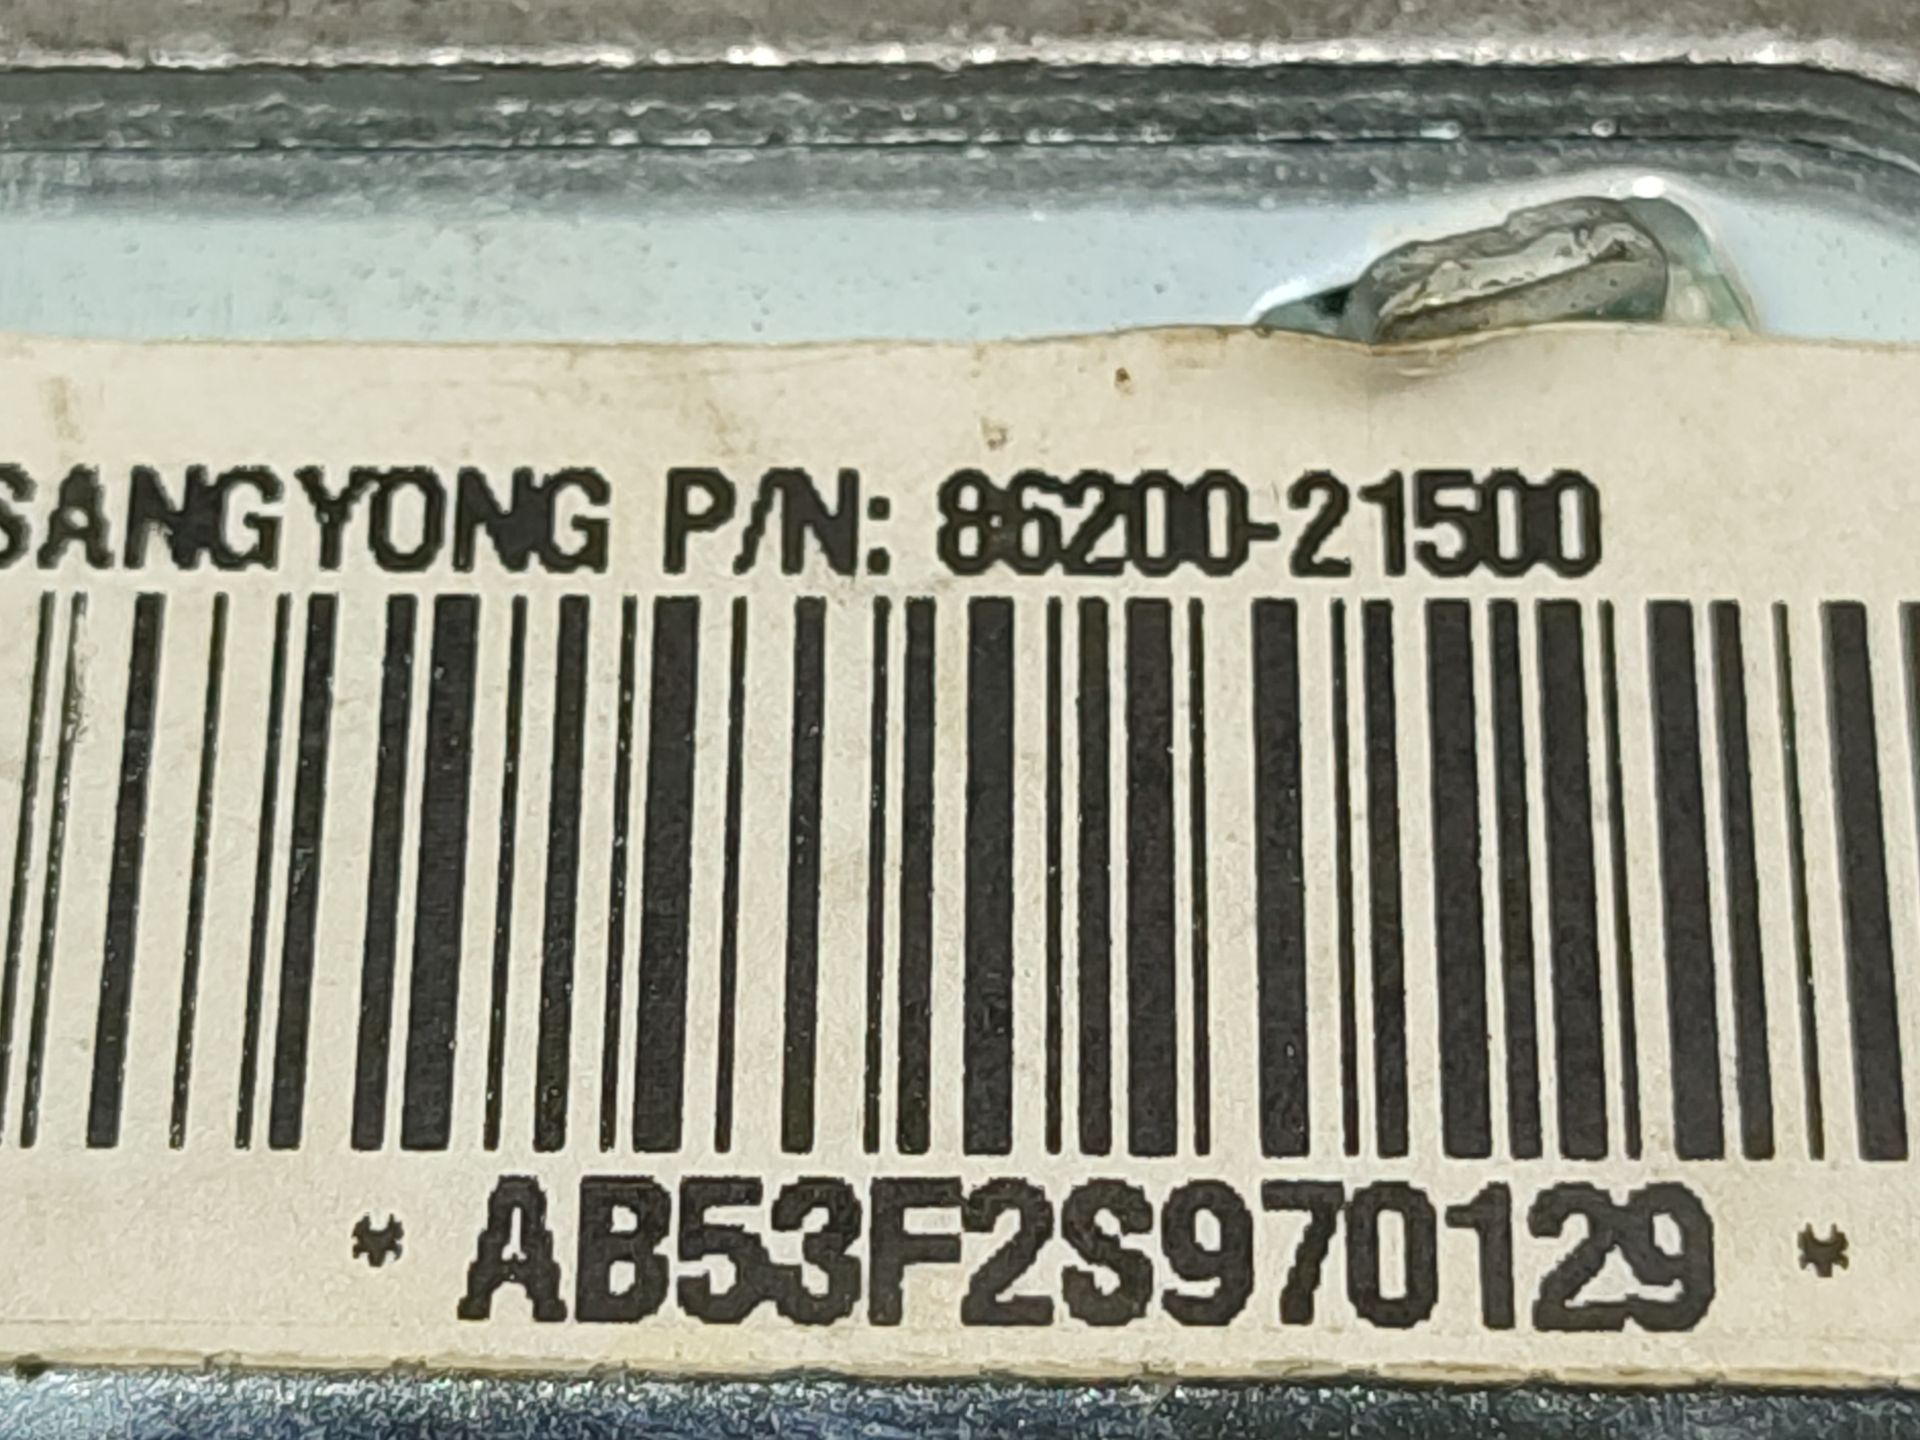 SANGYONG P/N: 86200-21500
* AB53F2S970129 *